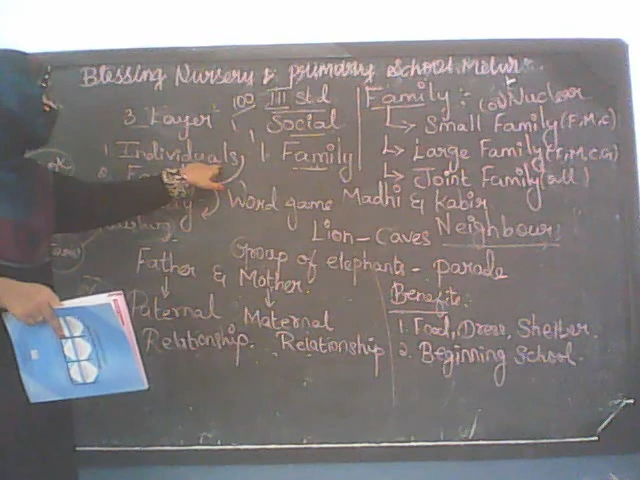 Blessing Nursery & primary school Melur.
100 III Std
3 Layer
Social
1 Individuals
1. Family
Family : (or) Nuclear
Small Family (F, M, C)
Large Family (F, M, C, G)
Joint Family (all)
Word game Madhi & Kabir
Lion - Caves Neighbour
Group of elephants - parade
Father & Mother.
Paternal Maternal
Relationship. Relationship
Benefits:
1. Food, Dress, Shelter.
2. Beginning School.